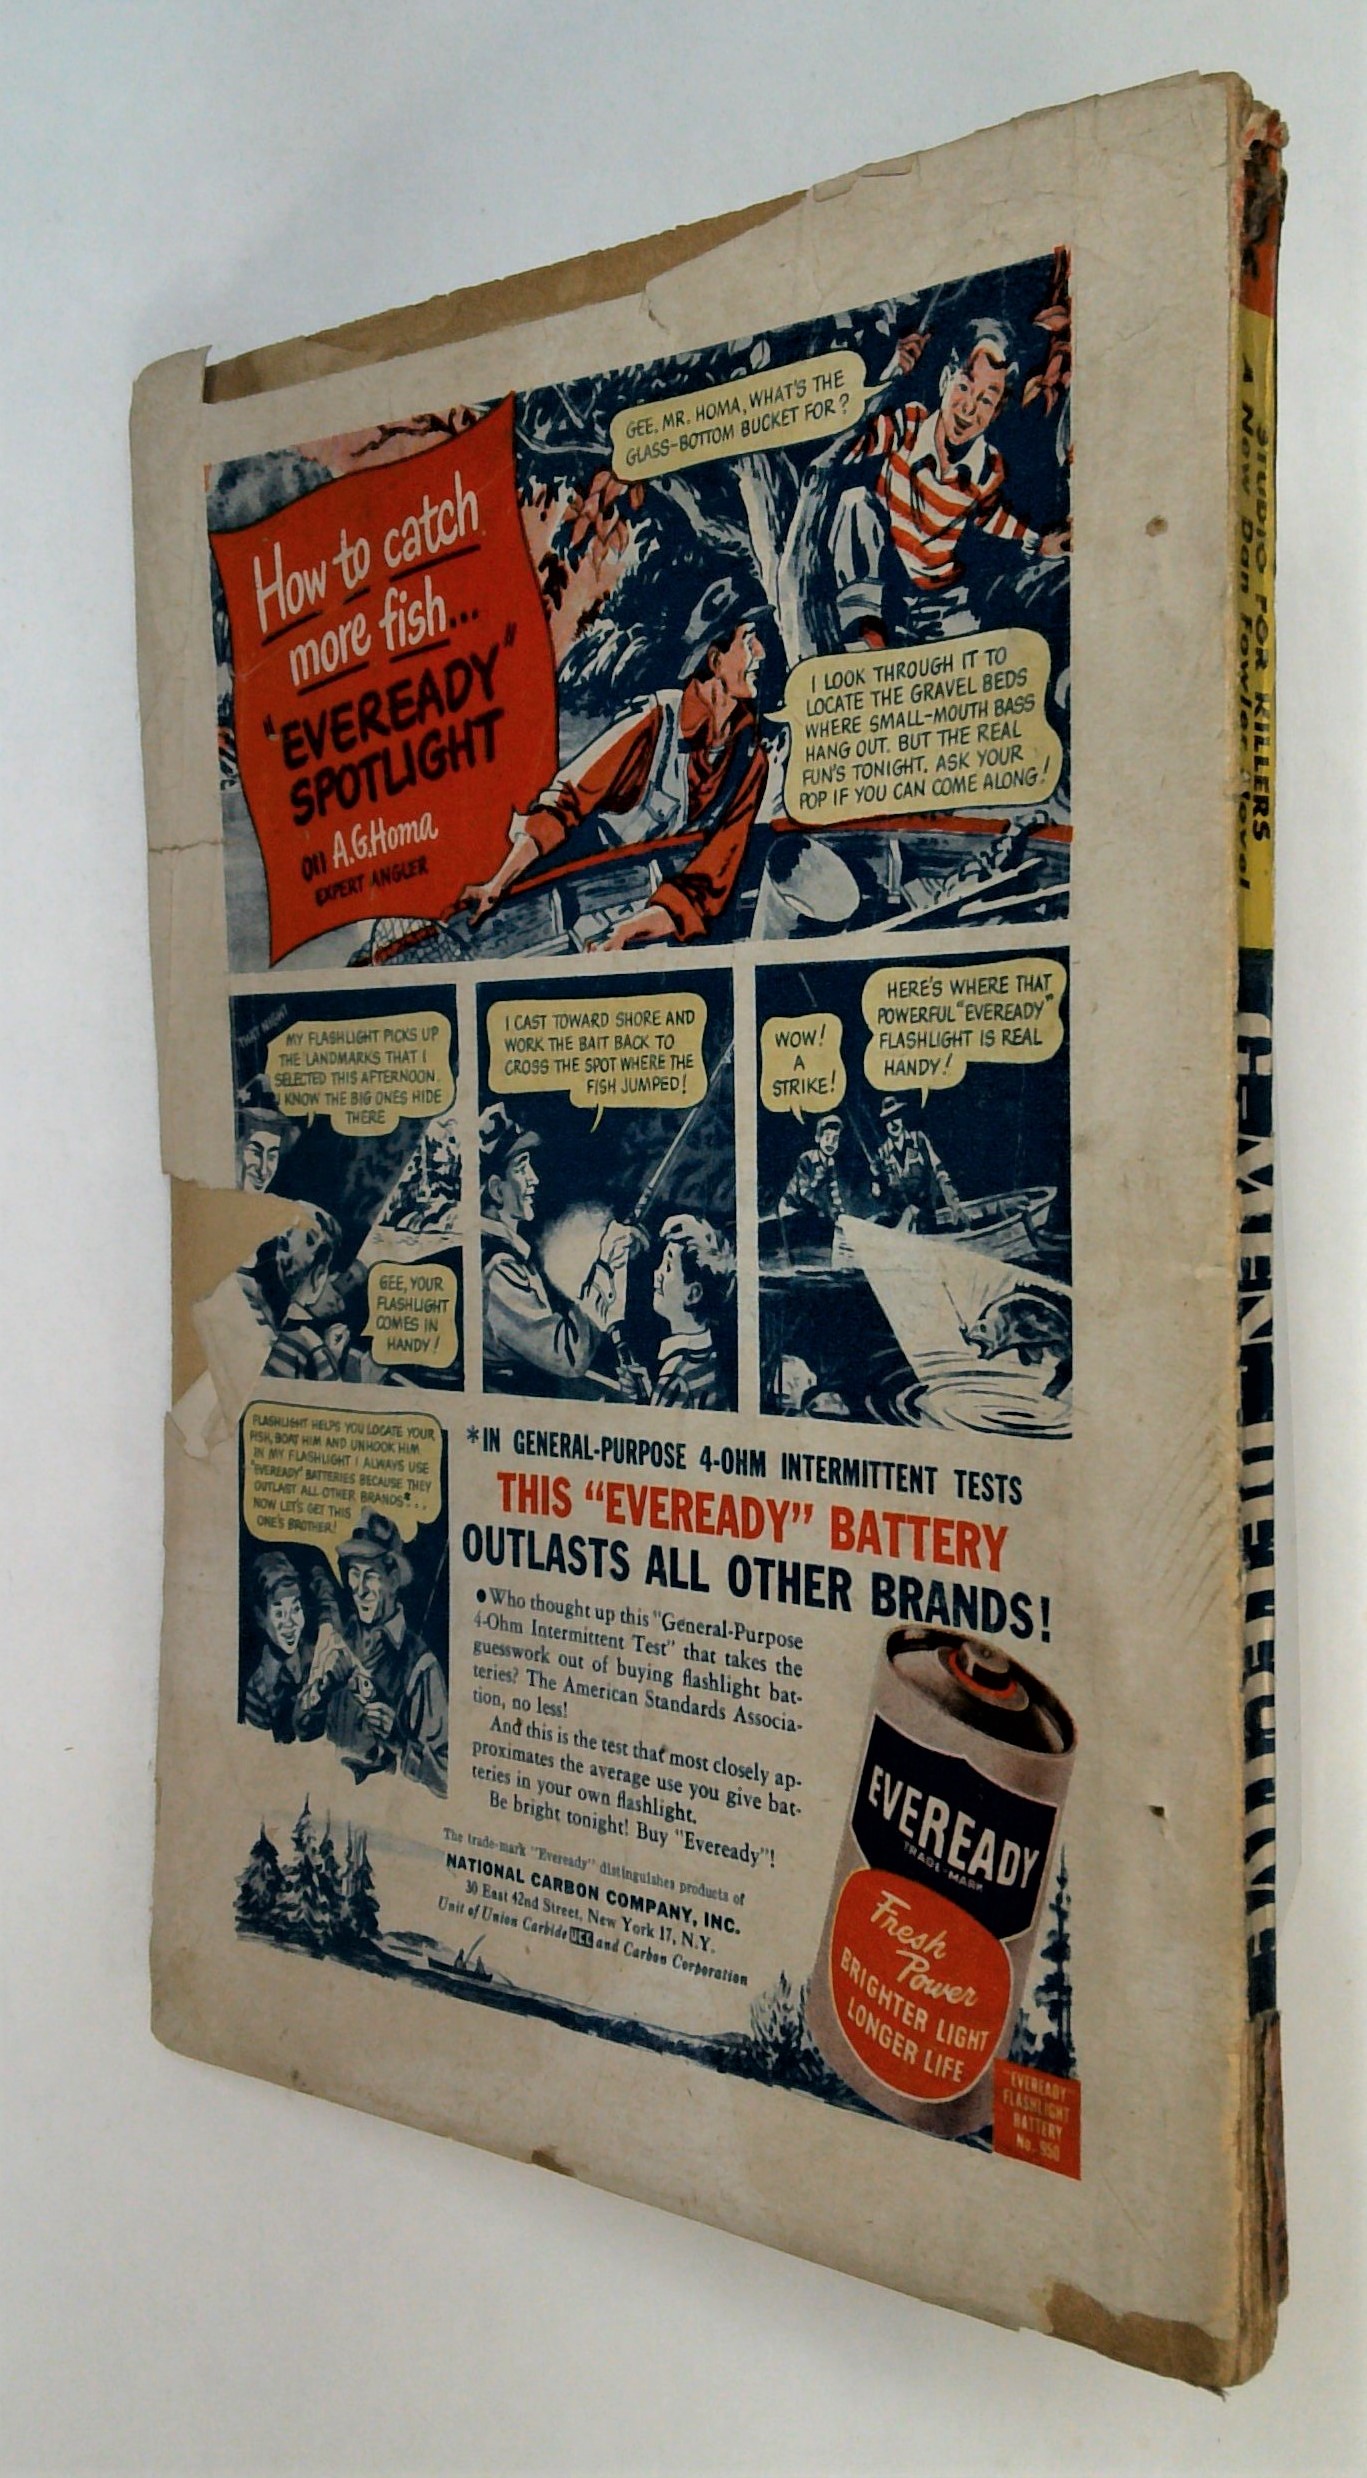 How to catch
more fish...
"EVEREADY"
SPOTLIGHT
on A.G.Homa
EXPERT ANGLER
GEE, MR. HOMA, WHAT'S THE
GLASS-BOTTOM BUCKET FOR?
I LOOK THROUGH IT TO
LOCATE THE GRAVEL BEDS
WHERE SMALL-MOUTH BASS
HANG OUT. BUT THE REAL
FUN'S TONIGHT. ASK YOUR
POP IF YOU CAN COME ALONG!
THAT NIGHT
MY FLASHLIGHT PICKS UP
THE LANDMARKS THAT I
SELECTED THIS AFTERNOON.
I KNOW THE BIG ONES HIDE
THERE
GEE, YOUR
FLASHLIGHT
COMES IN
HANDY!
I CAST TOWARD SHORE AND
WORK THE BAIT BACK TO
CROSS THE SPOT WHERE THE
FISH JUMPED!
WOW!
A
STRIKE!
HERE'S WHERE THAT
POWERFUL "EVEREADY"
FLASHLIGHT IS REAL
HANDY!
FLASHLIGHT HELPS YOU LOCATE YOUR
FISH, BOAT HIM AND UNHOOK HIM
IN MY FLASHLIGHT I ALWAYS USE
"EVEREADY" BATTERIES BECAUSE THEY
OUTLAST ALL OTHER BRANDS*...
NOW LET'S GET THIS
ONE'S BROTHER!
*IN GENERAL-PURPOSE 4-OHM INTERMITTENT TESTS
THIS "EVEREADY" BATTERY
OUTLASTS ALL OTHER BRANDS!
● Who thought up this "General-Purpose
4-Ohm Intermittent Test" that takes the
guesswork out of buying flashlight bat-
teries? The American Standards Associa-
tion, no less!
And this is the test that most closely ap-
proximates the average use you give bat-
teries in your own flashlight.
Be bright tonight! Buy "Eveready"!
The trade-mark "Eveready" distinguishes products of
NATIONAL CARBON COMPANY, INC.
30 East 42nd Street, New York 17, N.Y.
Unit of Union Carbide UCC and Carbon Corporation
EVEREADY
TRADE-MARK
Fresh
Power
BRIGHTER LIGHT
LONGER LIFE
"EVEREADY"
FLASHLIGHT
BATTERY
No. 950
STUDIO FOR KILLERS
A New Dan Fowler Novel